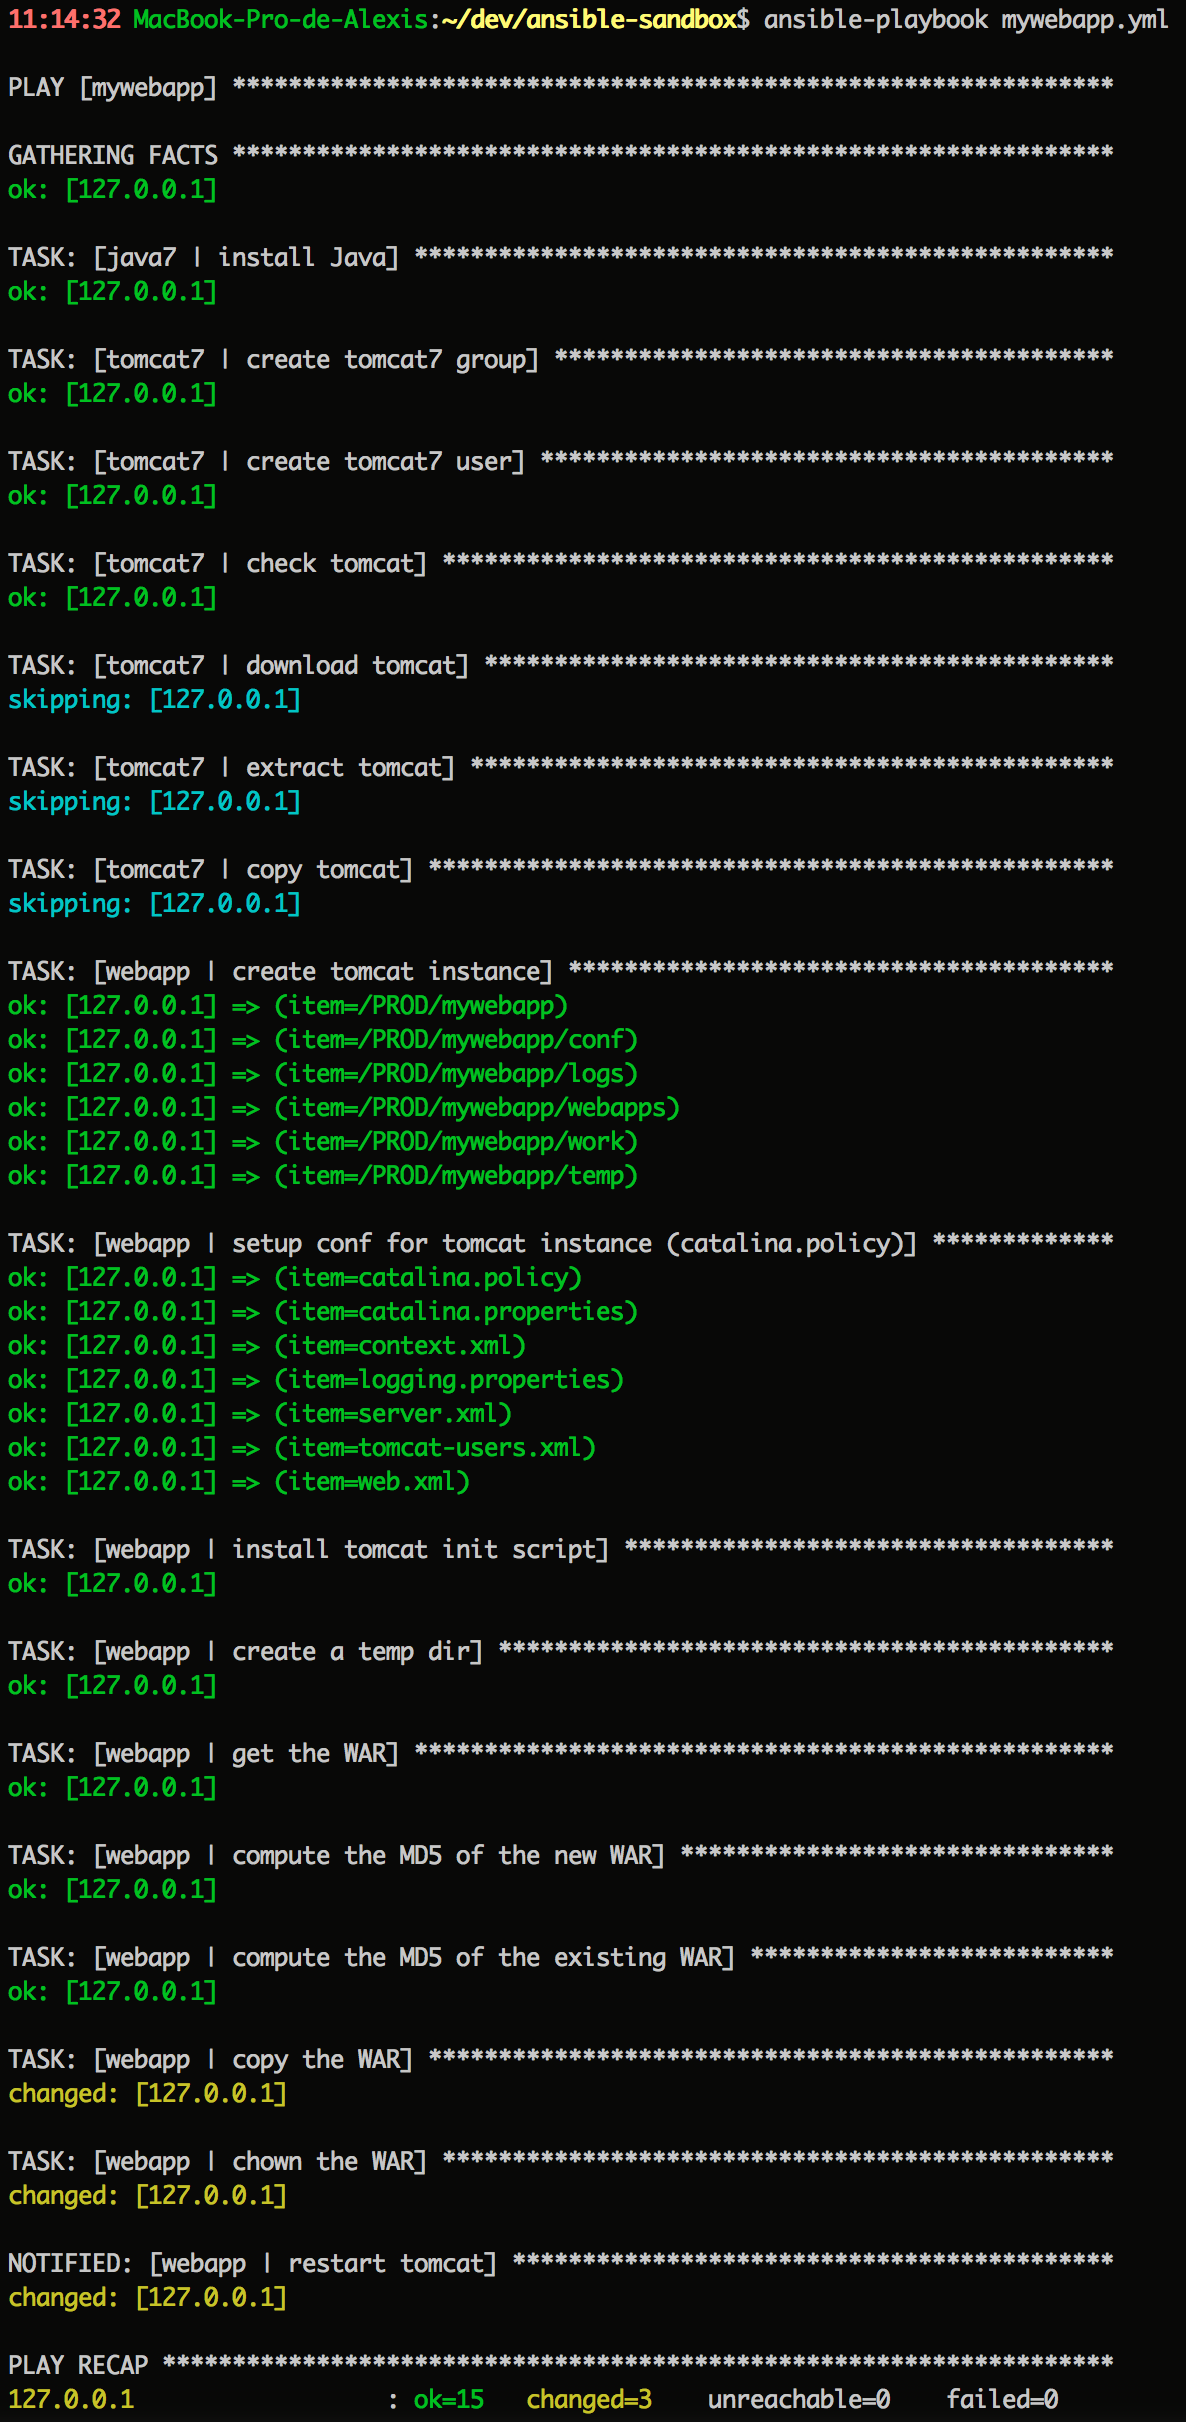 11:14:32 MacBook-Pro-de-Alexis:~/dev/ansible-sandbox$ ansible-playbook mywebapp.yml
PLAY [mywebapp] ***************************************************************
GATHERING FACTS ***************************************************************
ok: [127.0.0.1]
TASK: [java7 | install Java] **************************************************
ok: [127.0.0.1]
TASK: [tomcat7 | create tomcat7 group] ****************************************
ok: [127.0.0.1]
TASK: [tomcat7 | create tomcat7 user] *****************************************
ok: [127.0.0.1]
TASK: [tomcat7 | check tomcat] ************************************************
ok: [127.0.0.1]
TASK: [tomcat7 | download tomcat] *********************************************
skipping: [127.0.0.1]
TASK: [tomcat7 | extract tomcat] **********************************************
skipping: [127.0.0.1]
TASK: [tomcat7 | copy tomcat] *************************************************
skipping: [127.0.0.1]
TASK: [webapp | create tomcat instance] ***************************************
ok: [127.0.0.1] => (item=/PROD/mywebapp)
ok: [127.0.0.1] => (item=/PROD/mywebapp/conf)
ok: [127.0.0.1] => (item=/PROD/mywebapp/logs)
ok: [127.0.0.1] => (item=/PROD/mywebapp/webapps)
ok: [127.0.0.1] => (item=/PROD/mywebapp/work)
ok: [127.0.0.1] => (item=/PROD/mywebapp/temp)
TASK: [webapp | setup conf for tomcat instance (catalina.policy)] *************
ok: [127.0.0.1] => (item=catalina.policy)
ok: [127.0.0.1] => (item=catalina.properties)
ok: [127.0.0.1] => (item=context.xml)
ok: [127.0.0.1] => (item=logging.properties)
ok: [127.0.0.1] => (item=server.xml)
ok: [127.0.0.1] => (item=tomcat-users.xml)
ok: [127.0.0.1] => (item=web.xml)
TASK: [webapp | install tomcat init script] ***********************************
ok: [127.0.0.1]
TASK: [webapp | create a temp dir] ********************************************
ok: [127.0.0.1]
TASK: [webapp | get the WAR] **************************************************
ok: [127.0.0.1]
TASK: [webapp | compute the MD5 of the new WAR] *******************************
ok: [127.0.0.1]
TASK: [webapp | compute the MD5 of the existing WAR] **************************
ok: [127.0.0.1]
TASK: [webapp | copy the WAR] *************************************************
changed: [127.0.0.1]
TASK: [webapp | chown the WAR] ************************************************
changed: [127.0.0.1]
NOTIFIED: [webapp | restart tomcat] *******************************************
changed: [127.0.0.1]
PLAY RECAP ********************************************************************
127.0.0.1                  : ok=15   changed=3    unreachable=0    failed=0